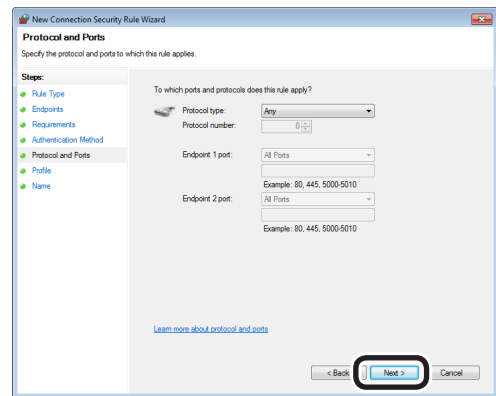 New Connection Security Rule Wizard
Protocol and Ports
Specify the protocol and ports to which this rule applies.
Steps:
Rule Type
Endpoints
Requirements
Authentication Method
Protocol and Ports
Profile
Name
To which ports and protocols does this rule apply?
Protocol type: Any
Protocol number: 0
Endpoint 1 port: All Ports
Example: 80, 445, 5000-5010
Endpoint 2 port: All Ports
Example: 80, 445, 5000-5010
Learn more about protocol and ports
< Back Next > Cancel